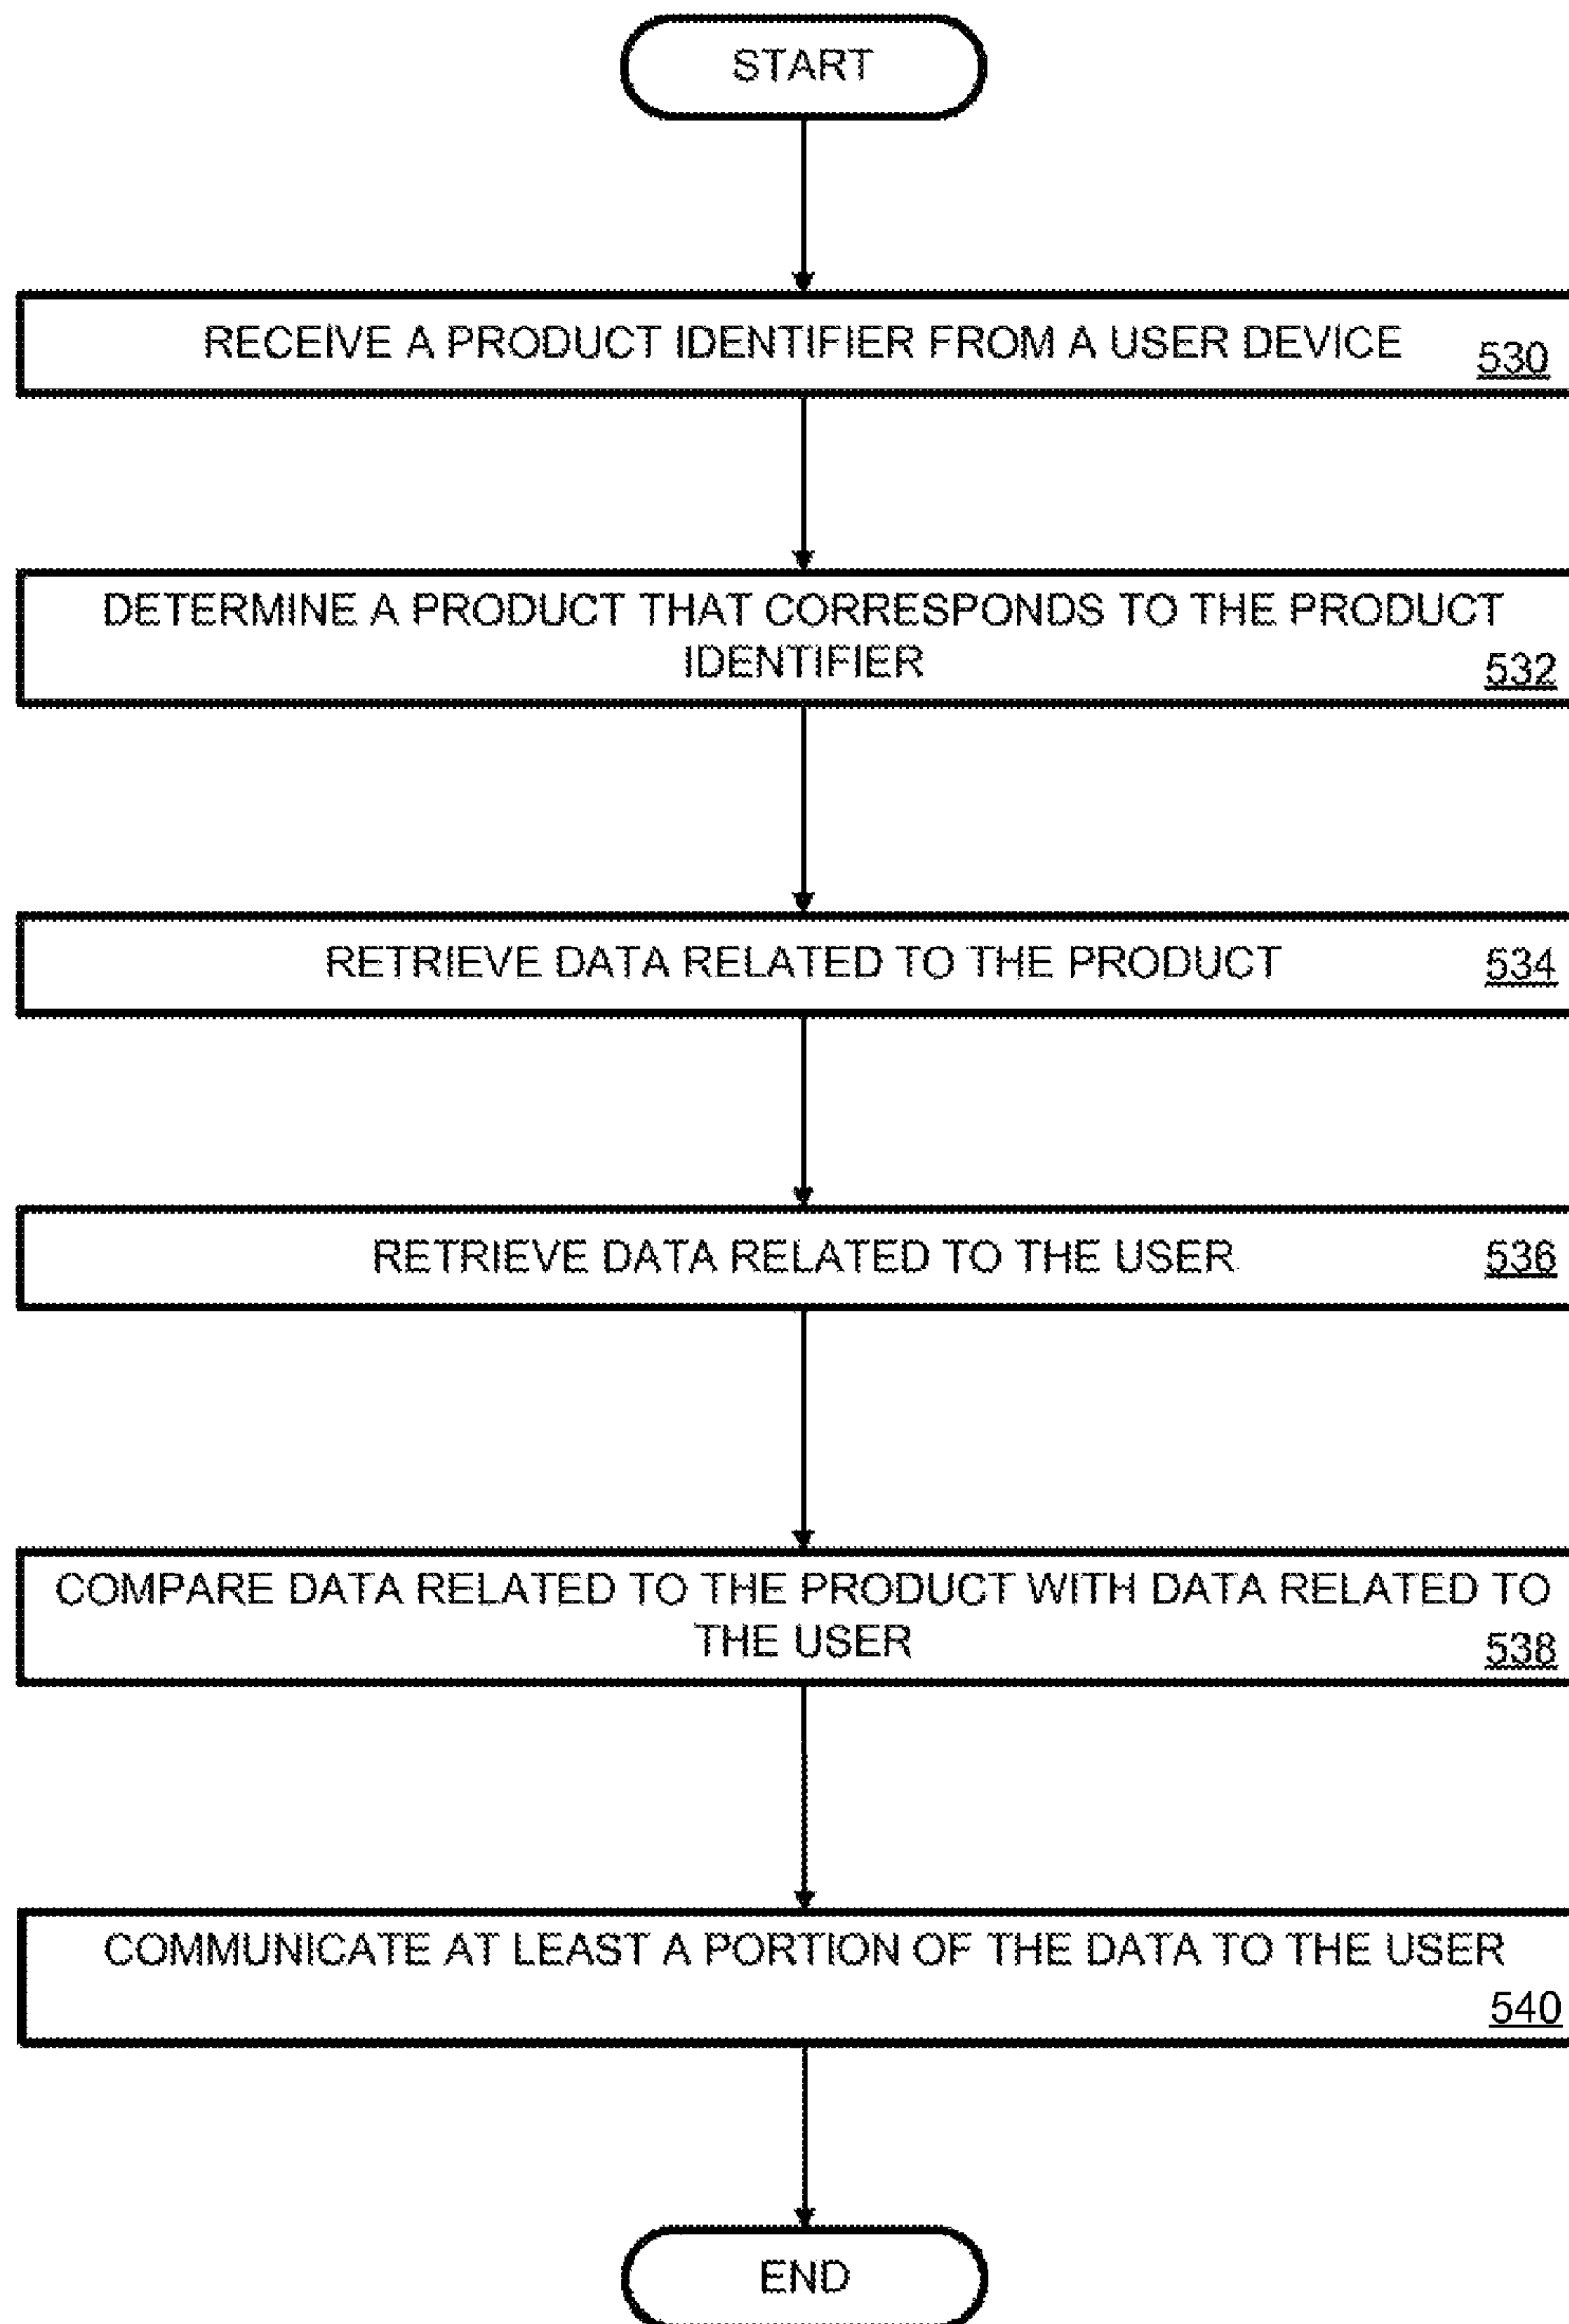 START
RECEIVE A PRODUCT IDENTIFIER FROM A USER DEVICE
530
DETERMINE A PRODUCT THAT CORRESPONDS TO THE PRODUCT
IDENTIFIER
532
RETRIEVE DATA RELATED TO THE PRODUCT
534
RETRIEVE DATA RELATED TO THE USER
536
COMPARE DATA RELATED TO THE PRODUCT WITH DATA RELATED TO
THE USER
538
COMMUNICATE AT LEAST A PORTION OF THE DATA TO THE USER
540
END